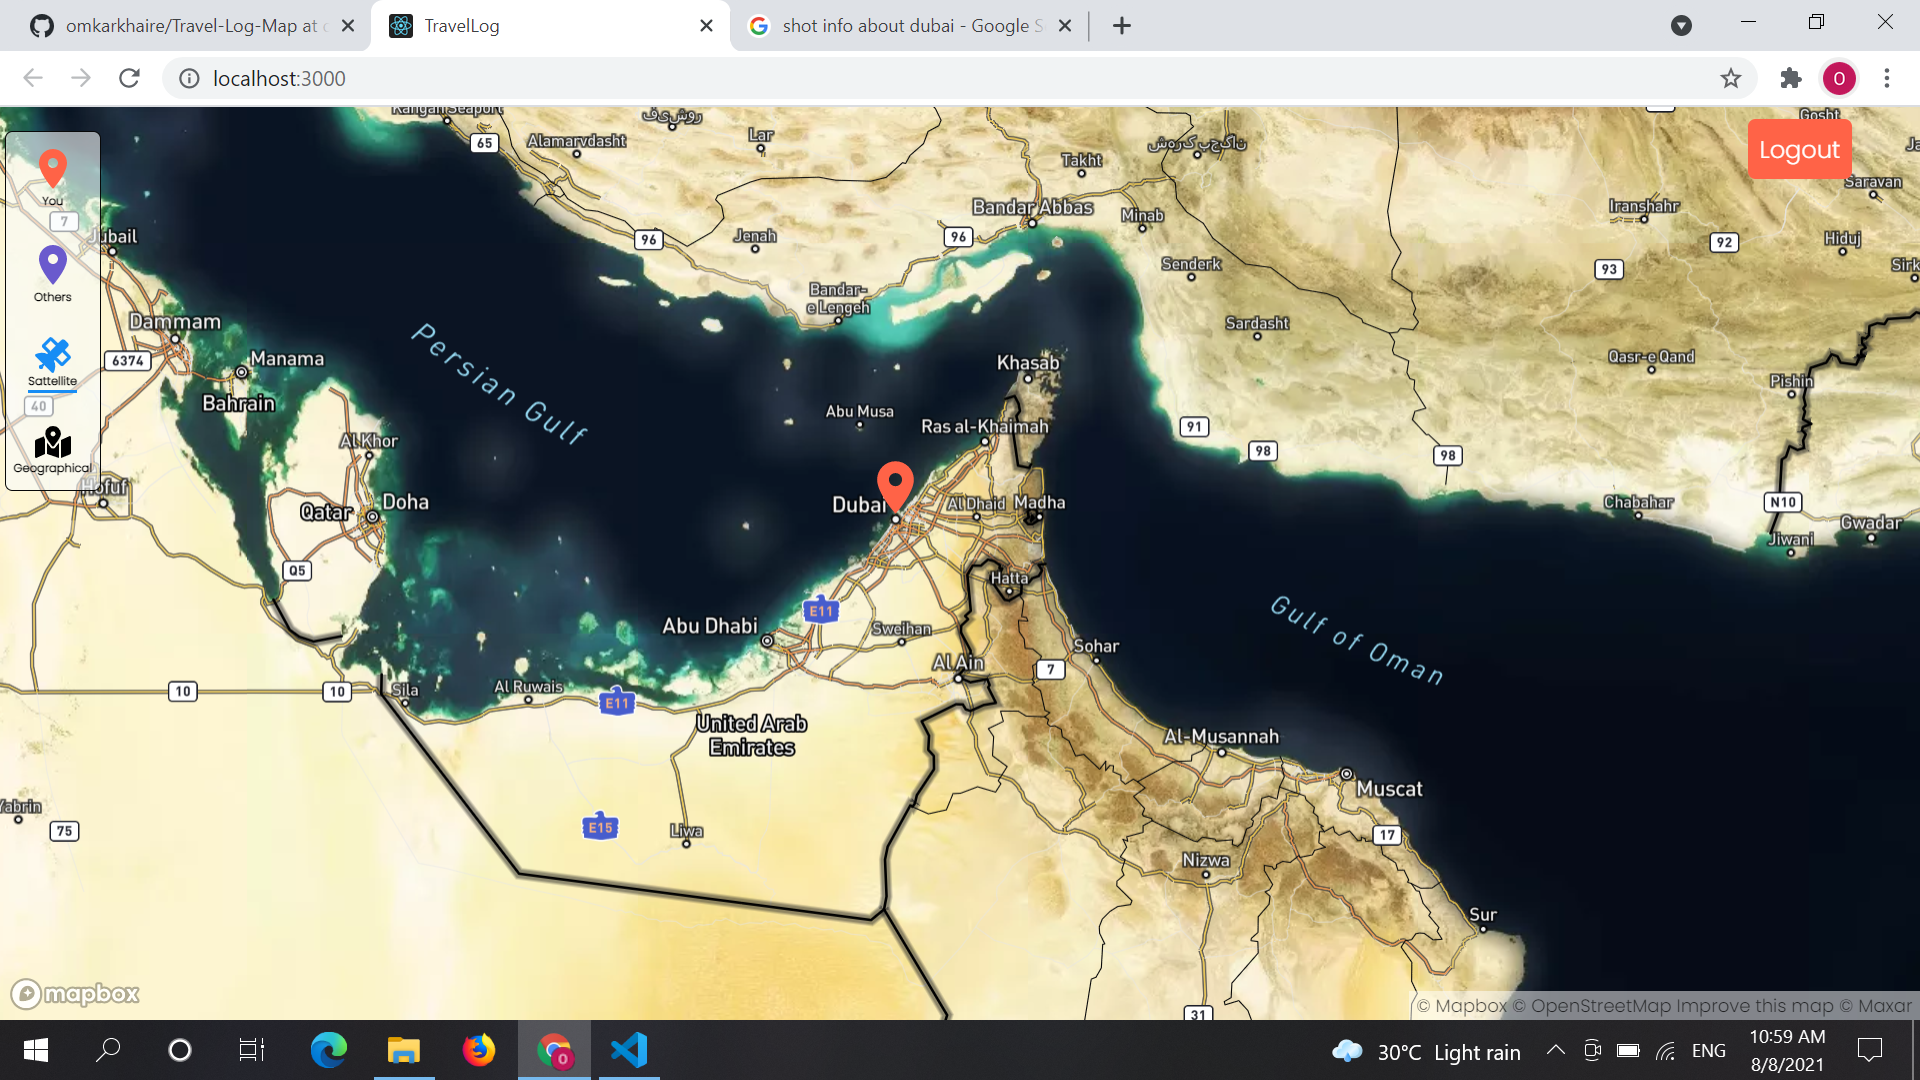 omkarkhaire/Travel-Log-Map at
TravelLog
shot info about dubai - Google S
localhost:3000
O
Logout
You
Others
Sattellite
Geographical
Kangan Seaport
65
Alamarvdasht
Lar
Takht
Gosht
Saravan
Bandar Abbas
Minab
Iranshahr
7
Jubail
96
Jenah
96
92
Hiduj
Senderk
93
Sirk
Bandar-
e Lengeh
Dammam
6374
Manama
Bahrain
Persian Gulf
Sardasht
Khasab
Qasr-e Qand
Pishin
40
Al Khor
Abu Musa
Ras al-Khaimah
91
98
98
Hofuf
Qatar
Doha
Dubai
Al Dhaid
Madha
Chabahar
N10
Gwadar
Jiwani
Q5
Hatta
E11
Abu Dhabi
Sweihan
Gulf of Oman
Al Ain
7
Sohar
10
10
Sila
Al Ruwais
E11
United Arab
Emirates
Al-Musannah
Muscat
Yabrin
75
E15
Liwa
17
Nizwa
Sur
31
mapbox
© Mapbox © OpenStreetMap Improve this map © Maxar
O
30°C Light rain
ENG
10:59 AM
8/8/2021